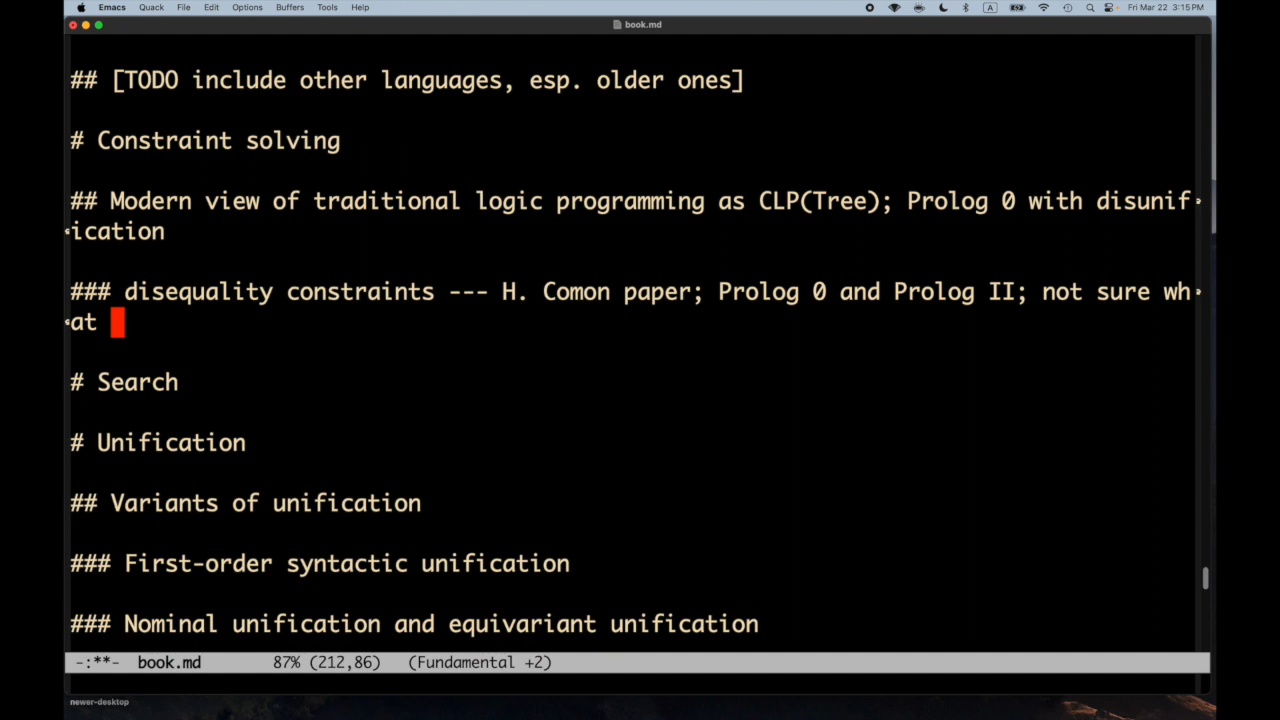 Emacs Quack File Edit Options Buffers Tools Help A Fri Mar 22 3:15 PM
book.md
## [TODO include other languages, esp. older ones]
# Constraint solving
## Modern view of traditional logic programming as CLP(Tree); Prolog 0 with disunif
ication
### disequality constraints --- H. Comon paper; Prolog 0 and Prolog II; not sure wh
at
# Search
# Unification
## Variants of unification
### First-order syntactic unification
### Nominal unification and equivariant unification
-:**- book.md 87% (212,86) (Fundamental +2)
newer-desktop